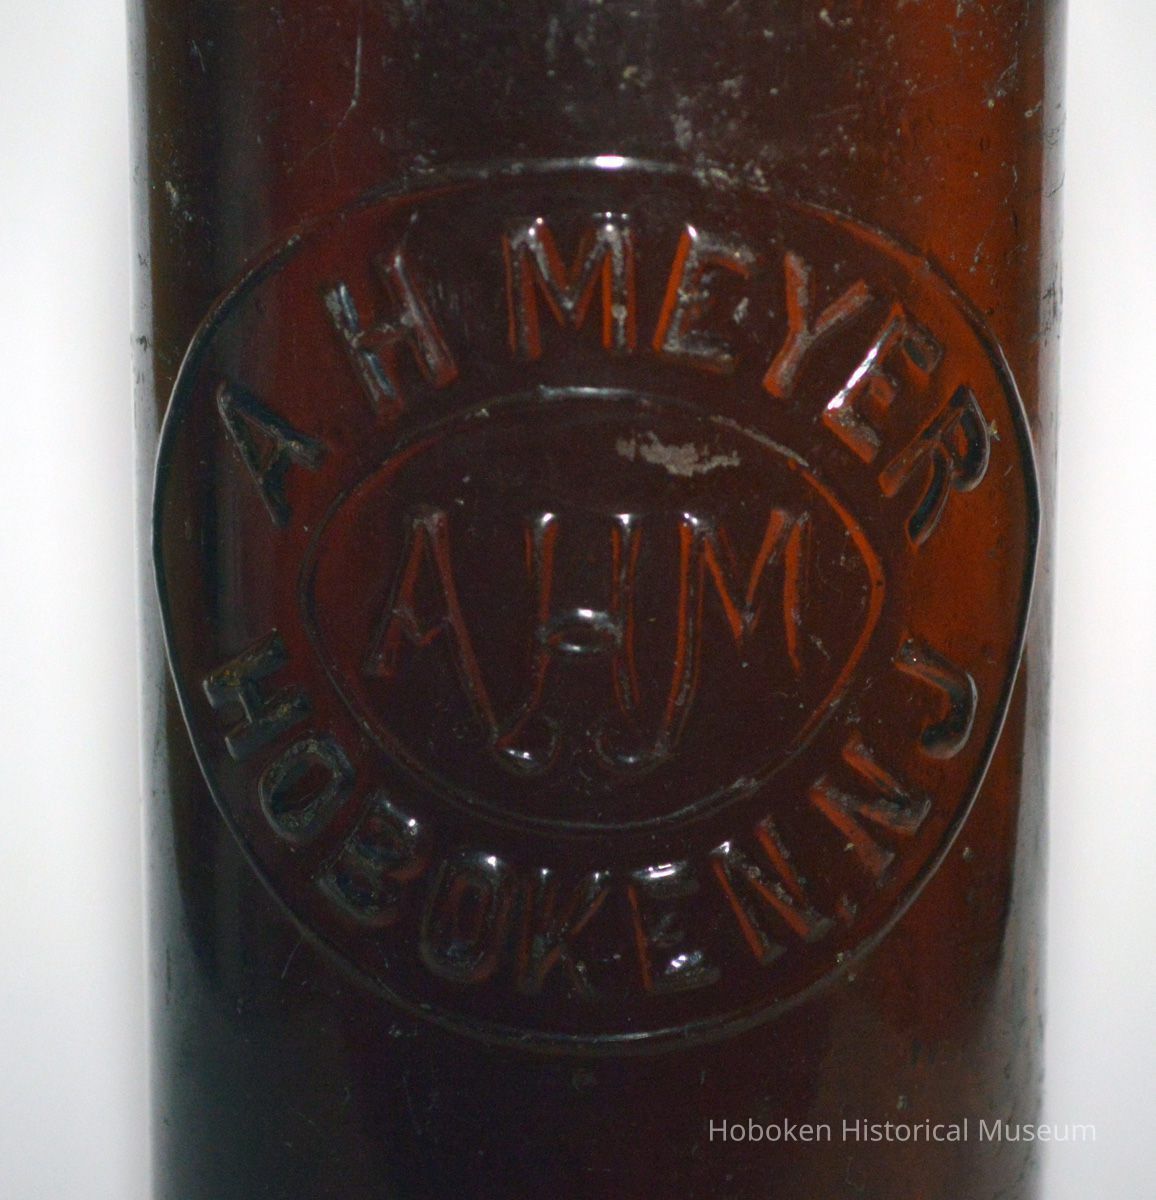 A H MEYER
AHM
HOBOKEN, N J
Hoboken Historical Museum